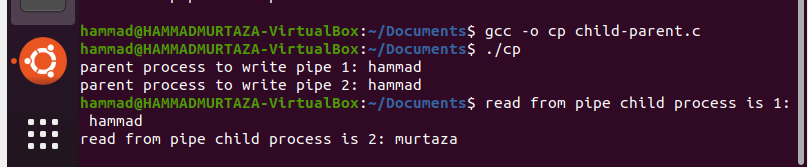 hammad@HAMMADMURTAZA-VirtualBox:~/Documents$ gcc -o cp child-parent.c
hammad@HAMMADMURTAZA-VirtualBox:~/Documents$ ./cp
parent process to write pipe 1: hammad
parent process to write pipe 2: hammad
hammad@HAMMADMURTAZA-VirtualBox:~/Documents$ read from pipe child process is 1:
 hammad
read from pipe child process is 2: murtaza